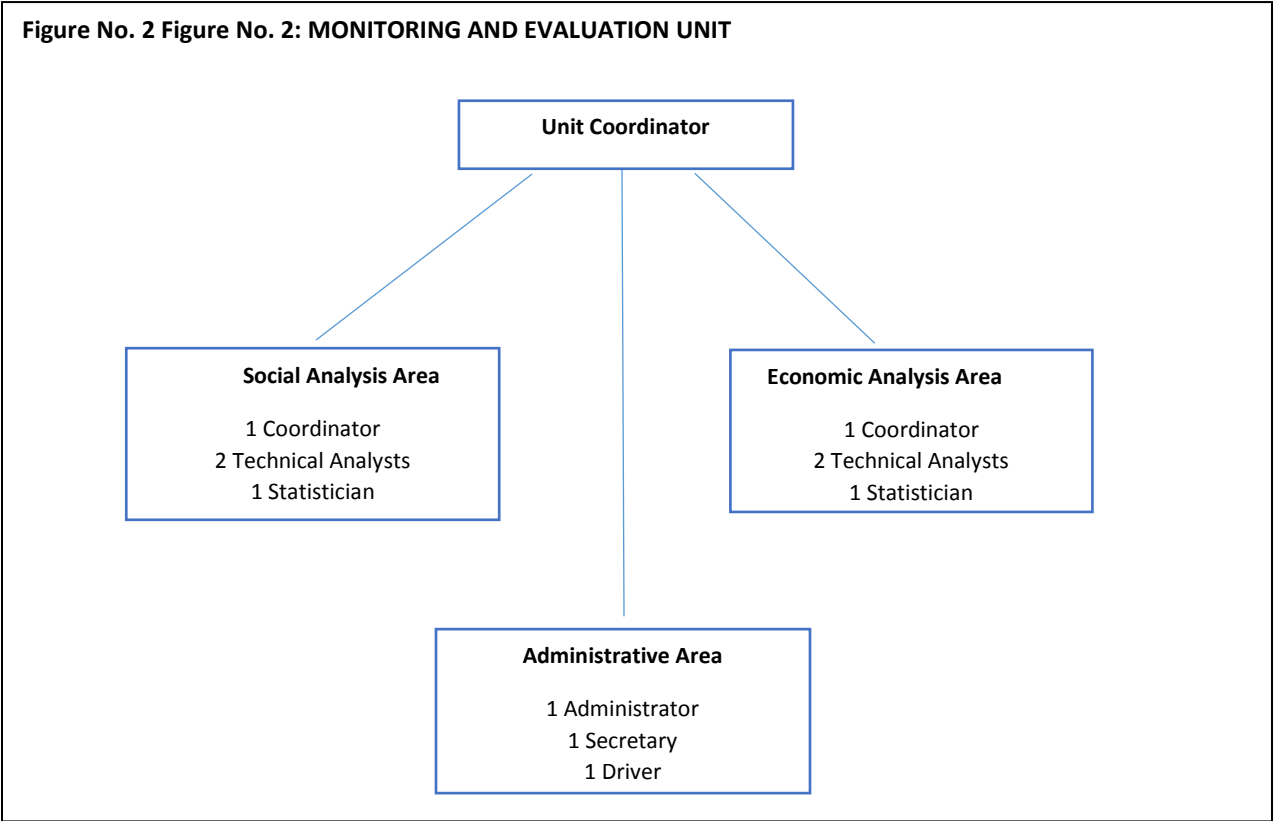 Figure No. 2 Figure No. 2: MONITORING AND EVALUATION UNIT
Unit Coordinator
Social Analysis Area
1 Coordinator
2 Technical Analysts
1 Statistician
Economic Analysis Area
1 Coordinator
2 Technical Analysts
1 Statistician
Administrative Area
1 Administrator
1 Secretary
1 Driver